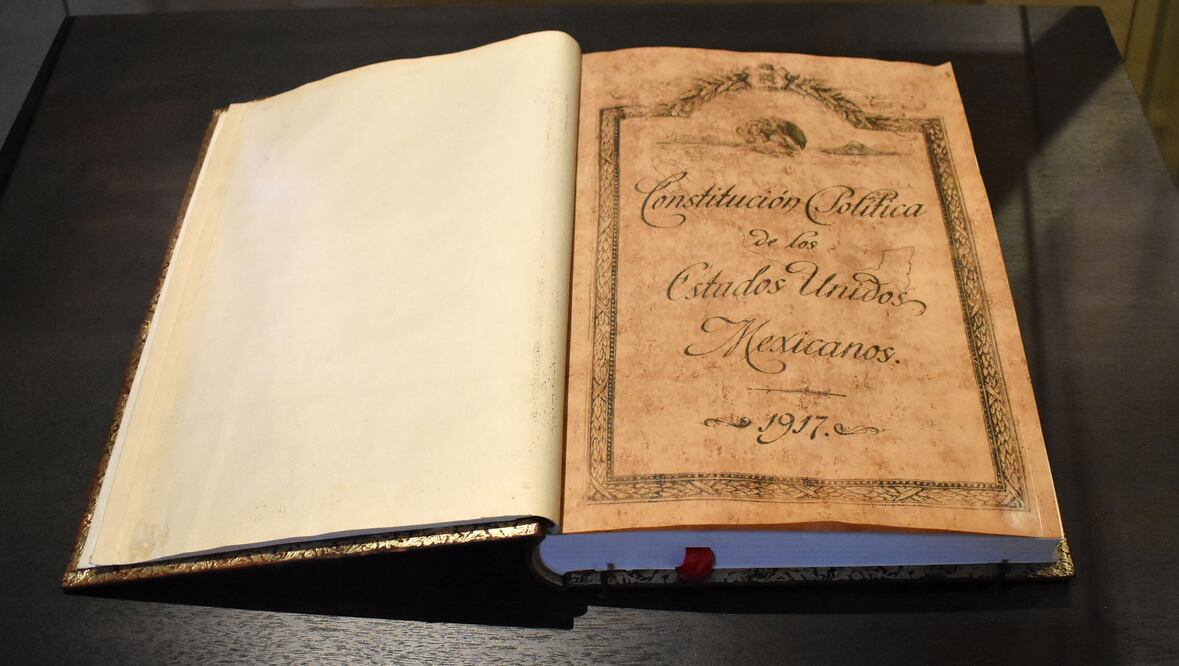 Constitución Política
de los
Estados Unidos
Mexicanos.
1917.